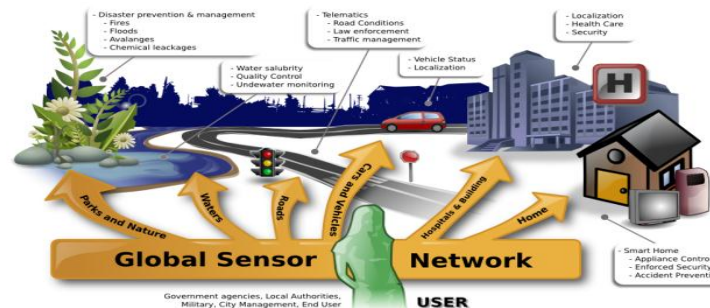 - Disaster prevention & management
- Fires
- Floods
- Avalanges
- Chemical leackages
- Telematics
- Road Conditions
- Law enforcement
- Traffic management
- Localization
- Health Care
- Security
- Water salubrity
- Quality Control
- Undewater monitoring
- Vehicle Status
- Localization
H
Parks and Nature
Waters
Roads
Cars and Vehicles
Hospitals & Building
Home
Global Sensor Network
- Smart Home
- Appliance Contro
- Enforced Security
- Accident Preventi
Government agencies, Local Authorities,
Military, City Management, End User
USER